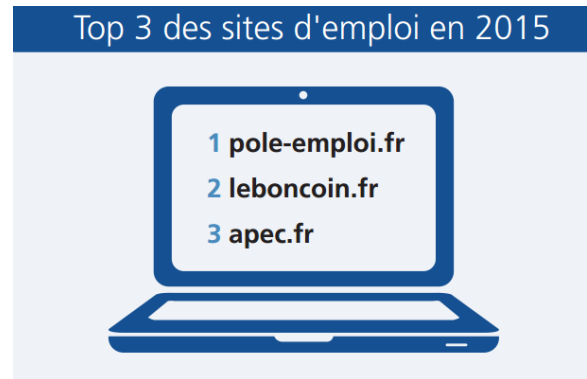 Top 3 des sites d'emploi en 2015
1 pole-emploi.fr
2 leboncoin.fr
3 apec.fr